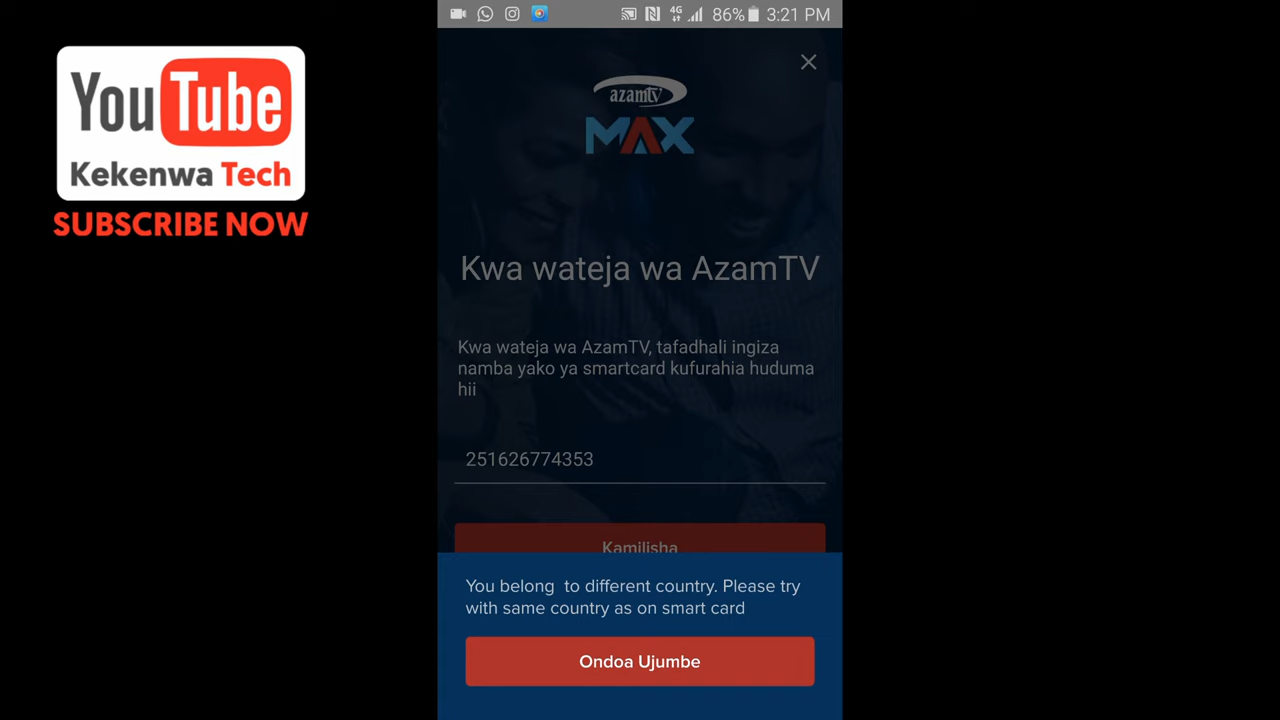 YouTube
Kekenwa Tech
SUBSCRIBE NOW
4G 86% 3:21 PM
azamtv
MAX
Kwa wateja wa AzamTV
Kwa wateja wa AzamTV, tafadhali ingiza
namba yako ya smartcard kufurahia huduma
hii
251626774353
Kamilisha
You belong  to different country. Please try
with same country as on smart card
Ondoa Ujumbe